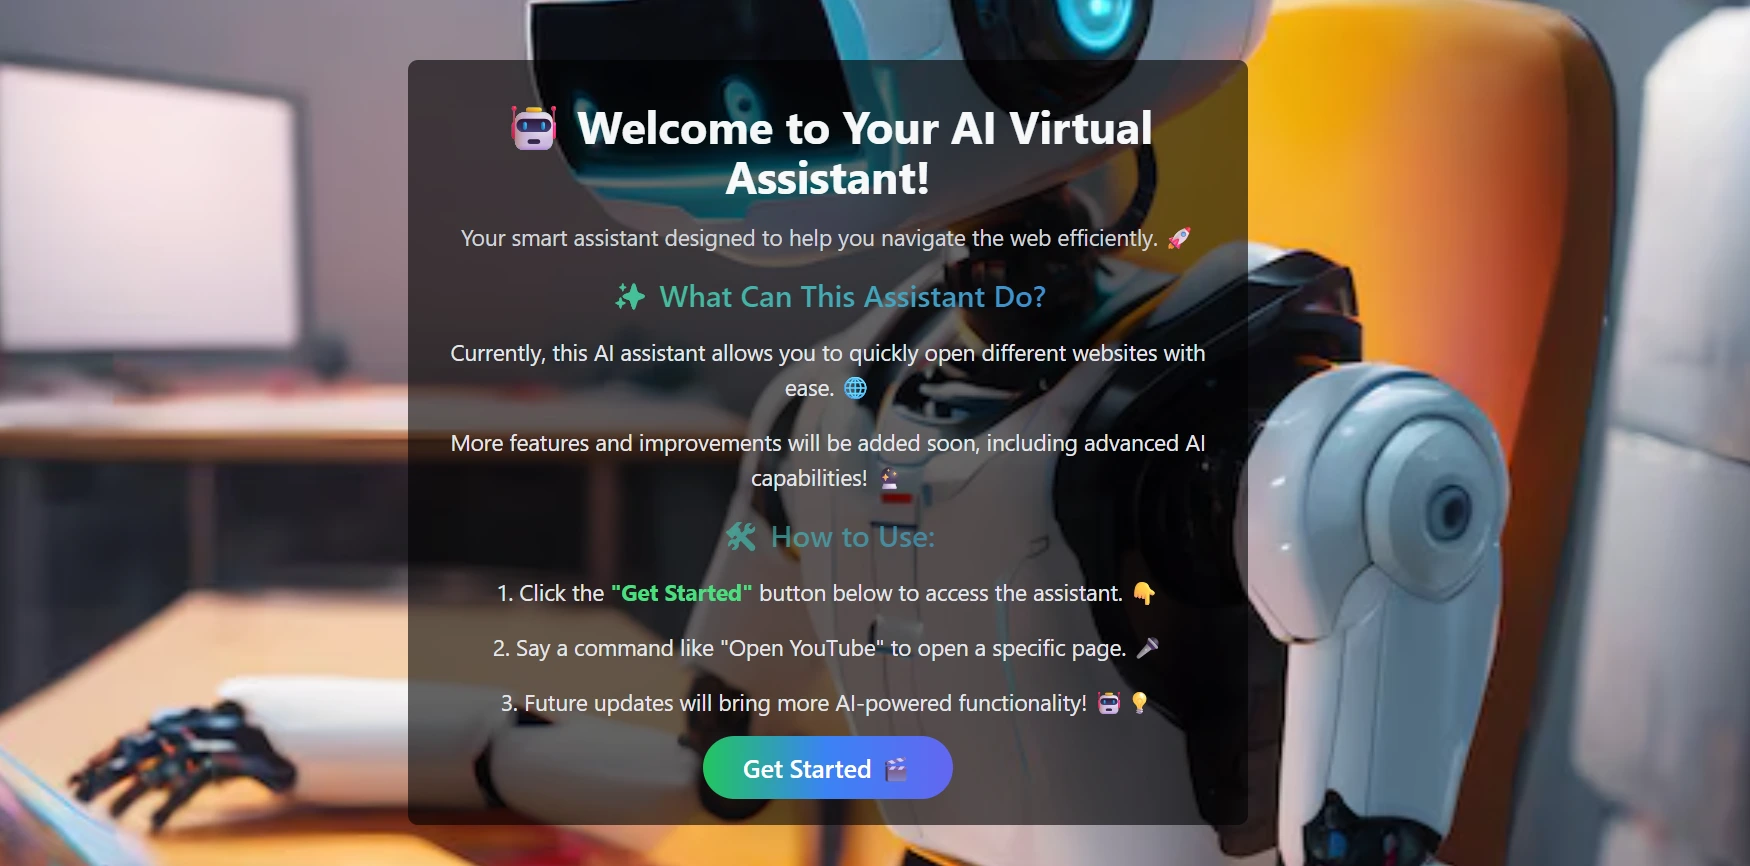 🤖 Welcome to Your AI Virtual
Assistant!
Your smart assistant designed to help you navigate the web efficiently. 🚀
✨ What Can This Assistant Do?
Currently, this AI assistant allows you to quickly open different websites with
ease. 🌐
More features and improvements will be added soon, including advanced AI
capabilities! 🔮
🛠 How to Use:
1. Click the "Get Started" button below to access the assistant. 👇
2. Say a command like "Open YouTube" to open a specific page. 🎤
3. Future updates will bring more AI-powered functionality! 🤖 💡
Get Started 🎬